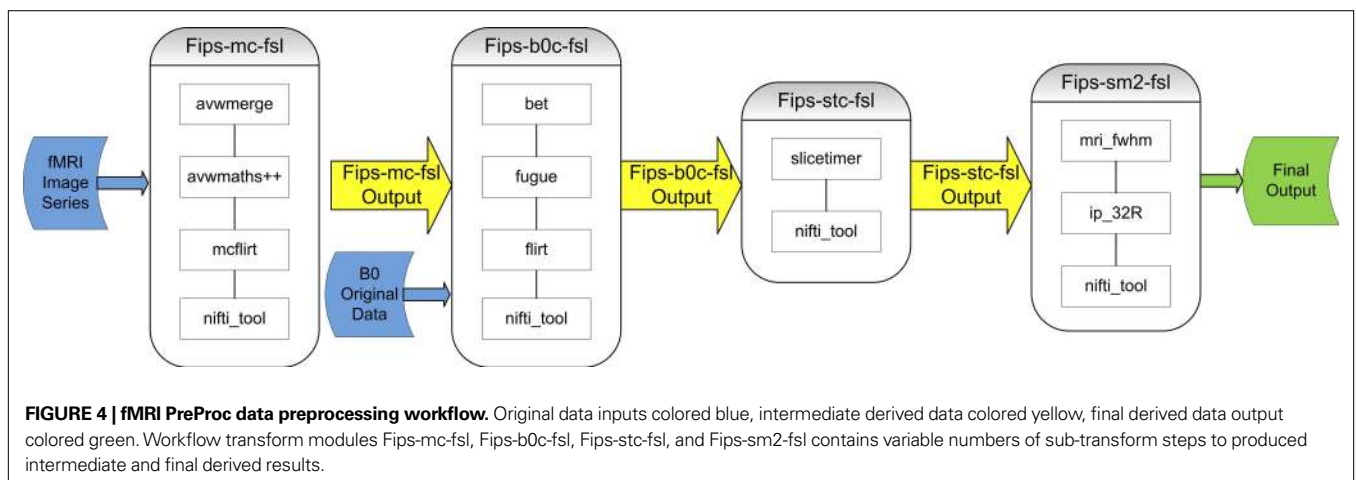 Fips-mc-fsl
avwmerge
avwmaths++
mcflirt
nifti_tool
fMRI
Image
Series
Fips-mc-fsl
Output
B0
Original
Data
Fips-b0c-fsl
bet
fugue
flirt
nifti_tool
Fips-b0c-fsl
Output
Fips-stc-fsl
slicetimer
nifti_tool
Fips-stc-fsl
Output
Fips-sm2-fsl
mri_fwhm
ip_32R
nifti_tool
Final
Output
FIGURE 4 | fMRI PreProc data preprocessing workflow. Original data inputs colored blue, intermediate derived data colored yellow, final derived data output
colored green. Workflow transform modules Fips-mc-fsl, Fips-b0c-fsl, Fips-stc-fsl, and Fips-sm2-fsl contains variable numbers of sub-transform steps to produced
intermediate and final derived results.